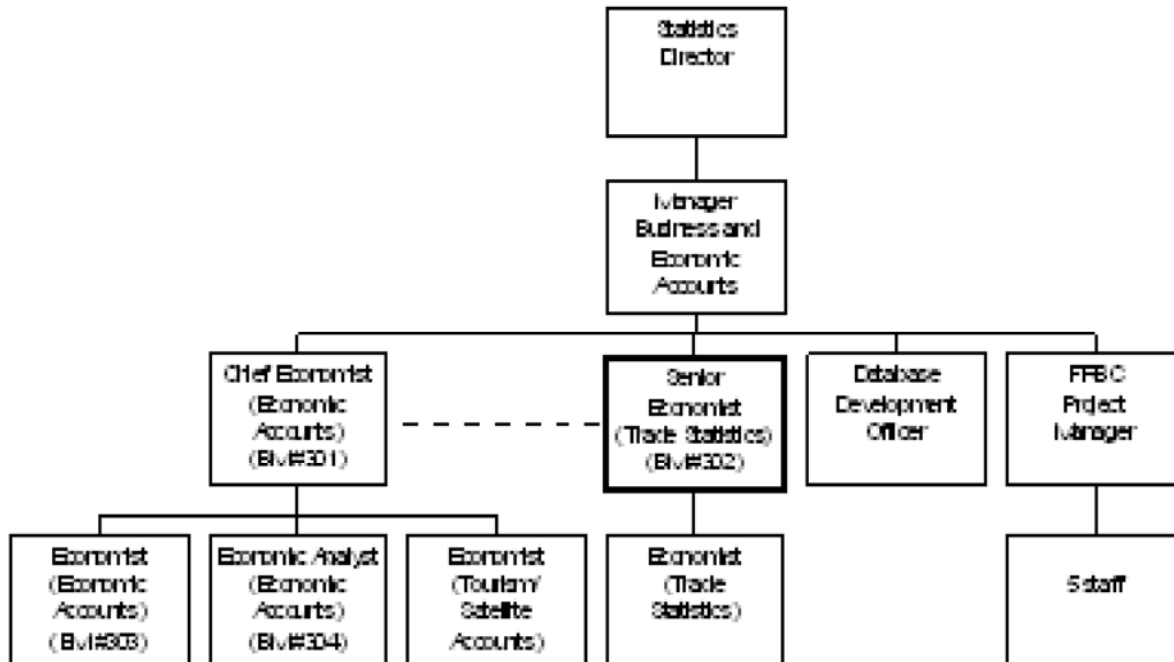 Statistics
Director
Manager
Business and
Economic
Accounts
Chief Economist
(Economic
Accounts)
(BM#301)
Senior
Economist
(Trade Statistics)
(BM#302)
Database
Development
Officer
Project
Manager
Economist
(Economic
Accounts)
(BM#303)
Economic Analyst
(Economic
Accounts)
(BM#304)
Economist
(Tourism/
Satellite
Accounts)
Economist
(Trade
Statistics)
5 staff